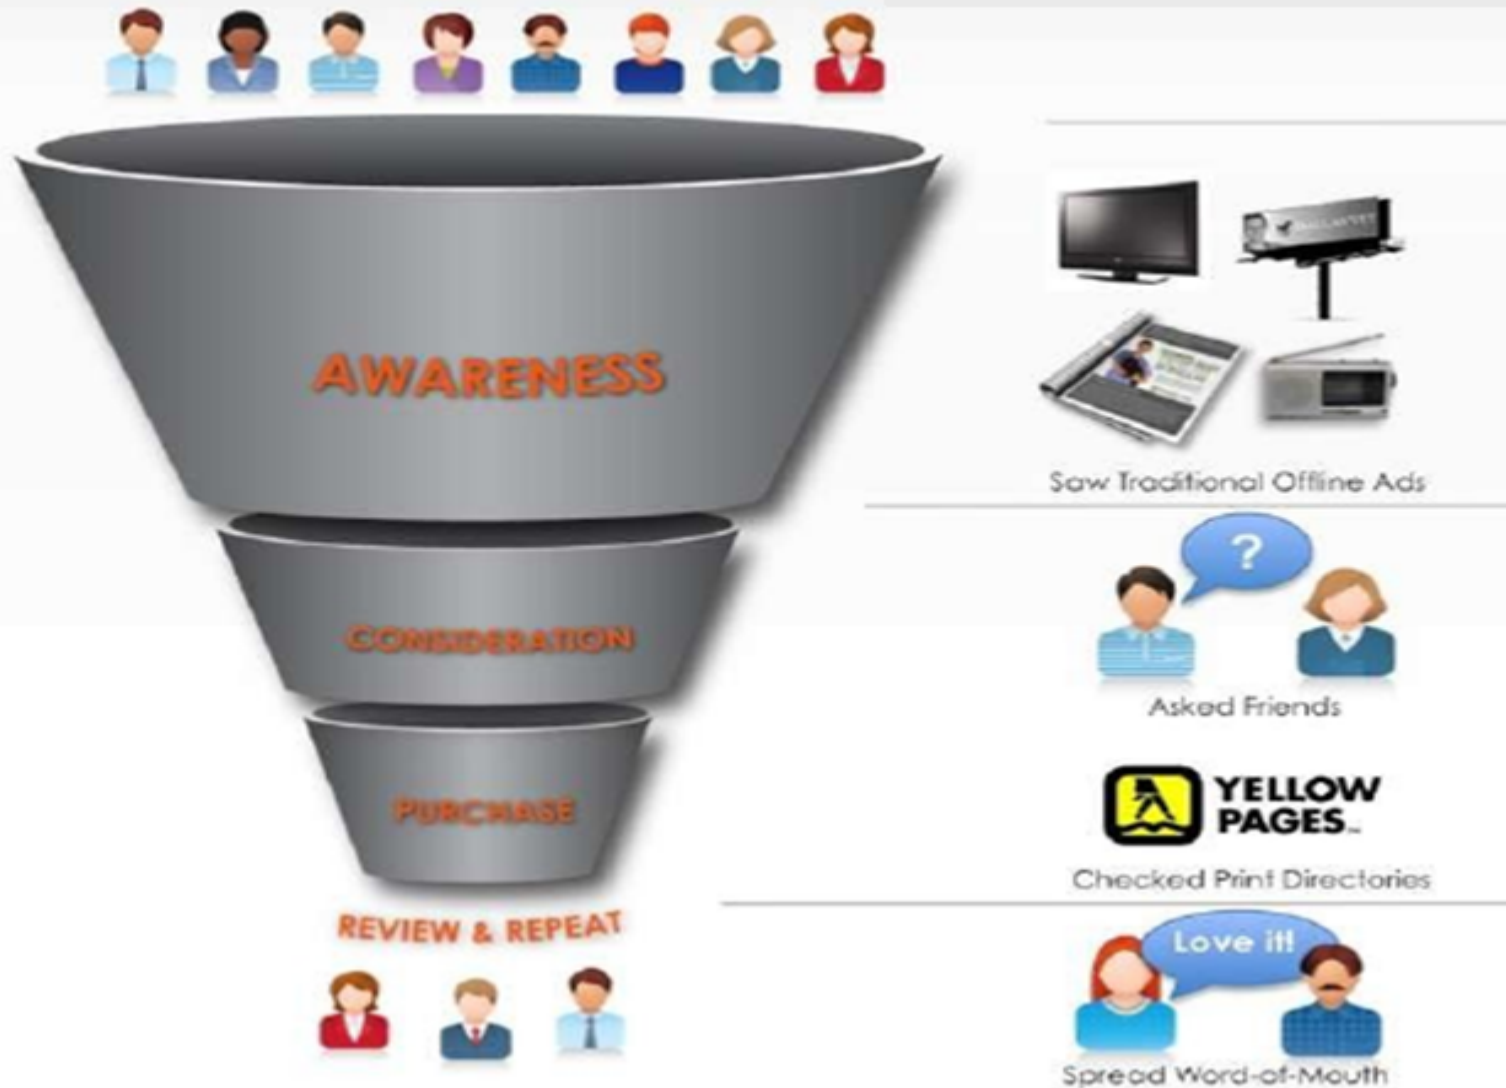 AWARENESS
Saw Traditional Offline Ads
?
CONSIDERATION
Asked Friends
PURCHASE
YELLOW
PAGES™
Checked Print Directories
REVIEW & REPEAT
Love it!
Spread Word-of-Mouth